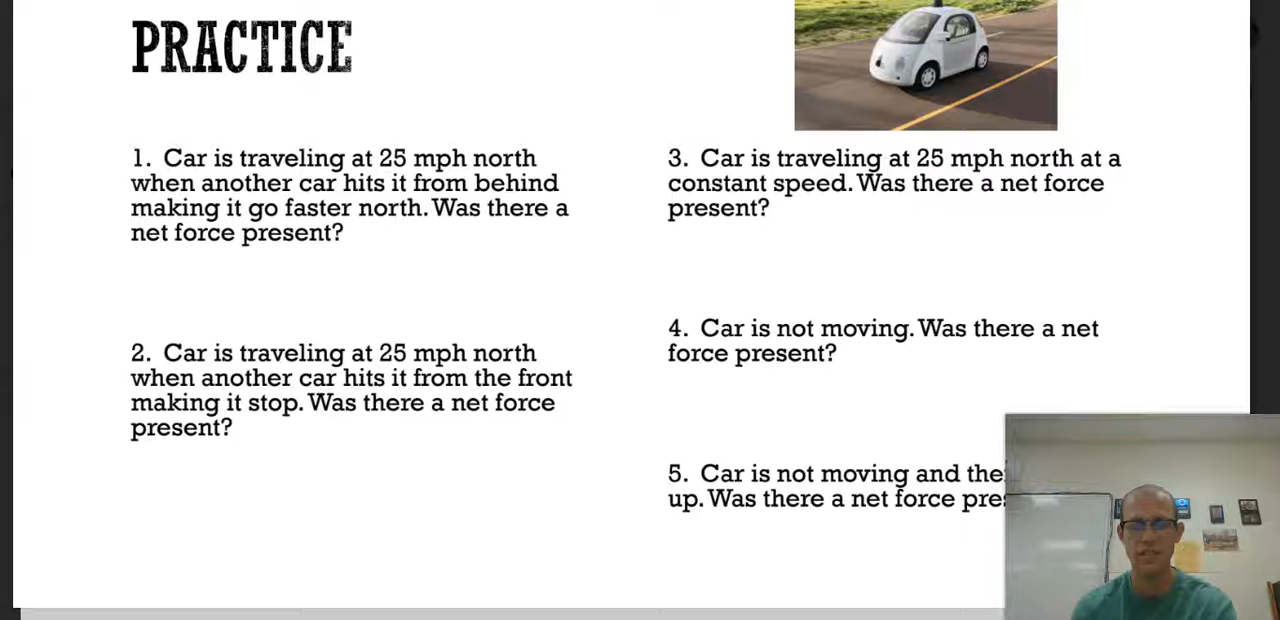 PRACTICE
1. Car is traveling at 25 mph north
when another car hits it from behind
making it go faster north. Was there a
net force present?
2. Car is traveling at 25 mph north
when another car hits it from the front
making it stop. Was there a net force
present?
3. Car is traveling at 25 mph north at a
constant speed. Was there a net force
present?
4. Car is not moving. Was there a net
force present?
5. Car is not moving and
up. Was there a net force